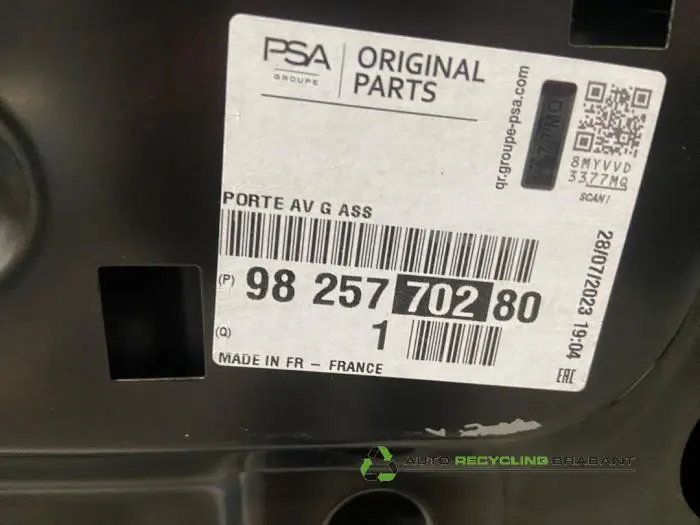 PSA
GROUPE
ORIGINAL
PARTS
qr.groupe-psa.com
77MQ
8MYVVD
3377MQ
SCAN!
PORTE AV G ASS
(P) 98 257 702 80
(Q) 1
MADE IN FR - FRANCE
28/07/2023 19:04
EAC
AUTO RECYCLING BRABANT